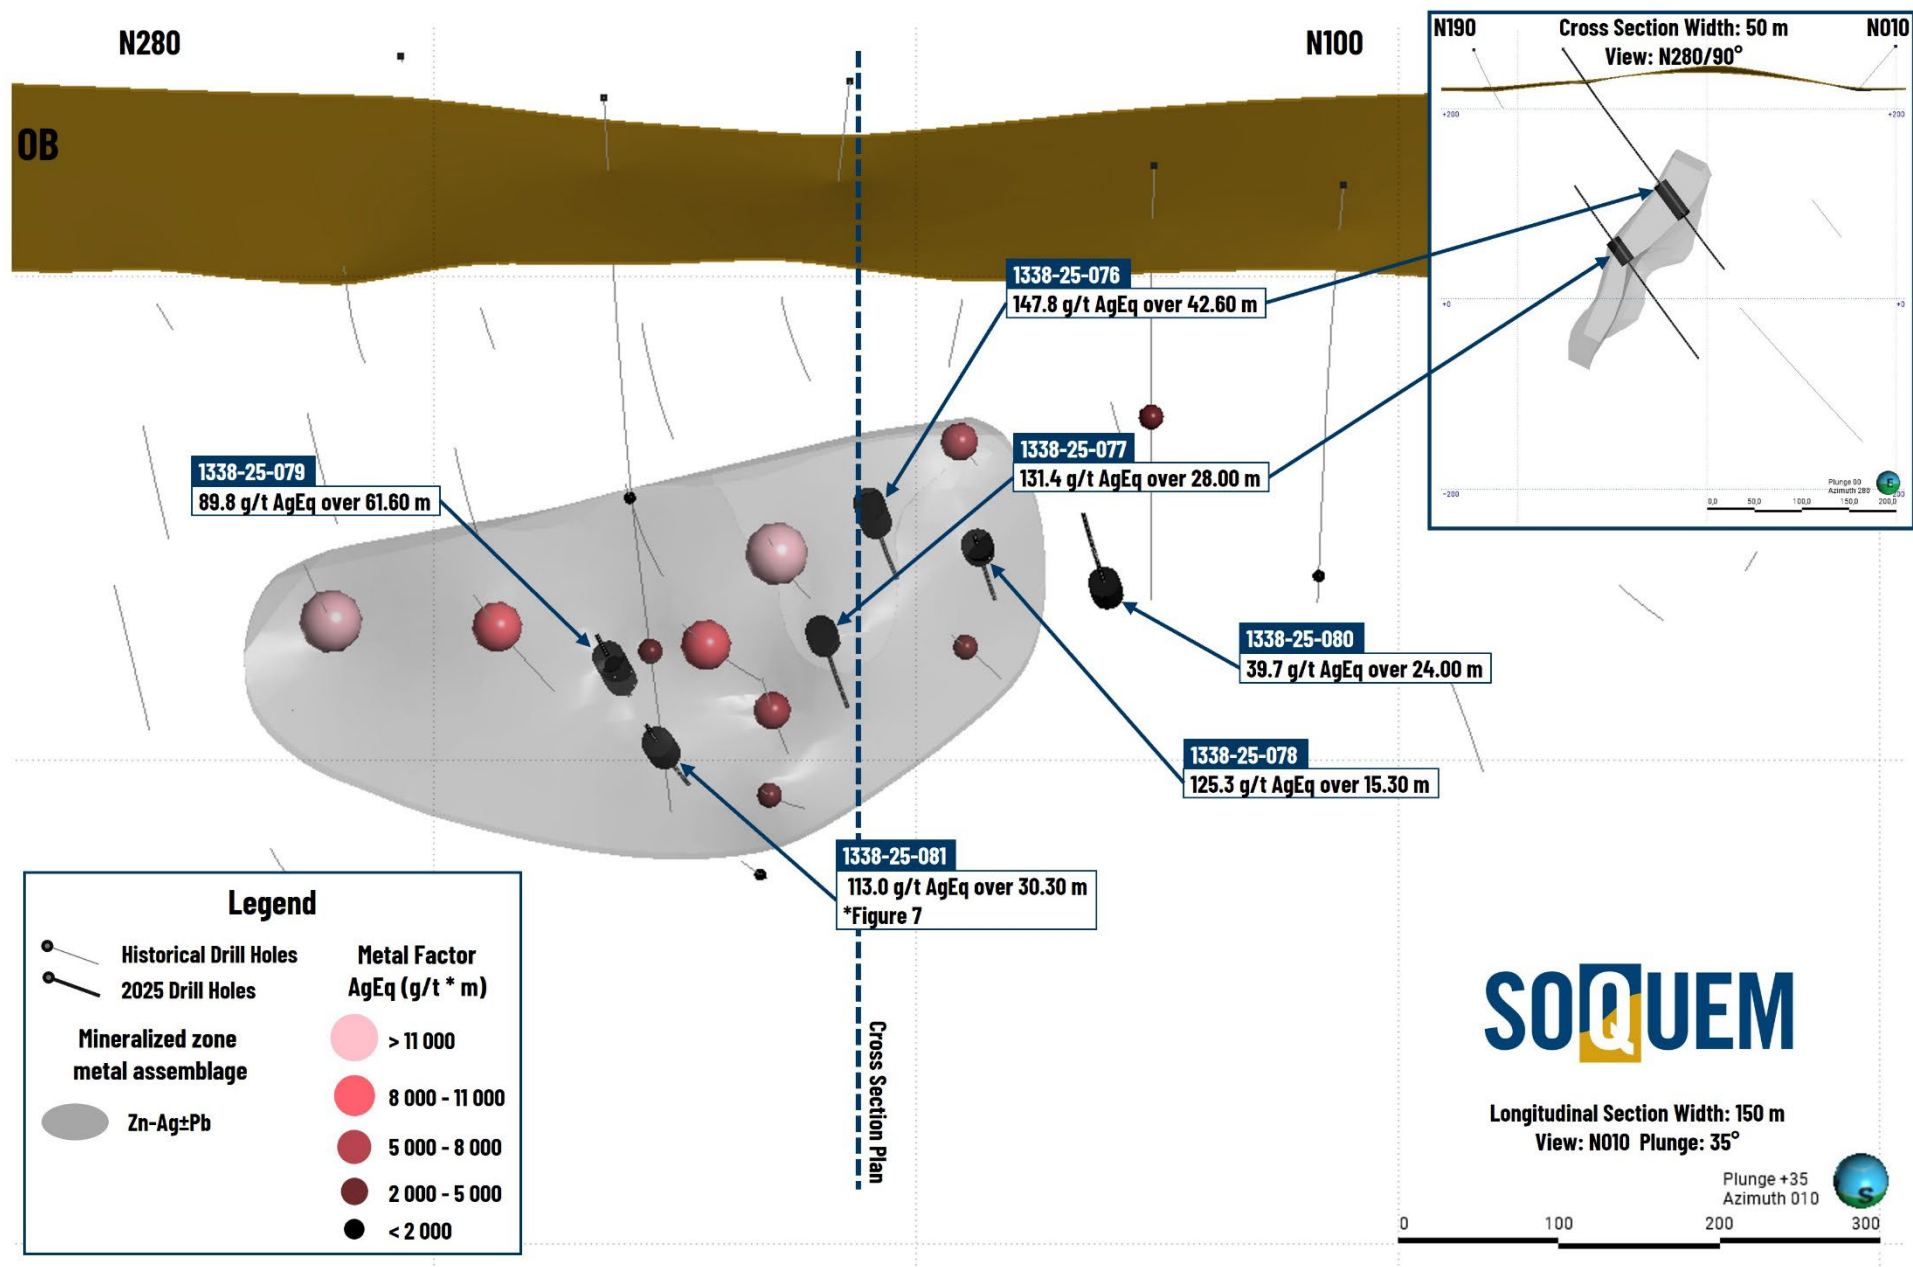 N280
N100
OB
N190
Cross Section Width: 50 m
View: N280/90°
N010
+200
+200
+0
+0
-200
-200
Plunge 00
Azimuth 280
E
0,0 50,0 100,0 150,0 200,0
1338-25-076
147.8 g/t AgEq over 42.60 m
1338-25-077
131.4 g/t AgEq over 28.00 m
1338-25-079
89.8 g/t AgEq over 61.60 m
1338-25-080
39.7 g/t AgEq over 24.00 m
1338-25-078
125.3 g/t AgEq over 15.30 m
1338-25-081
113.0 g/t AgEq over 30.30 m
*Figure 7
Cross Section Plan
Legend
Historical Drill Holes
2025 Drill Holes
Mineralized zone
metal assemblage
Zn-Ag±Pb
Metal Factor
AgEq (g/t * m)
> 11 000
8 000 - 11 000
5 000 - 8 000
2 000 - 5 000
< 2 000
SOQUEM
Longitudinal Section Width: 150 m
View: N010 Plunge: 35°
Plunge +35
Azimuth 010
S
0 100 200 300